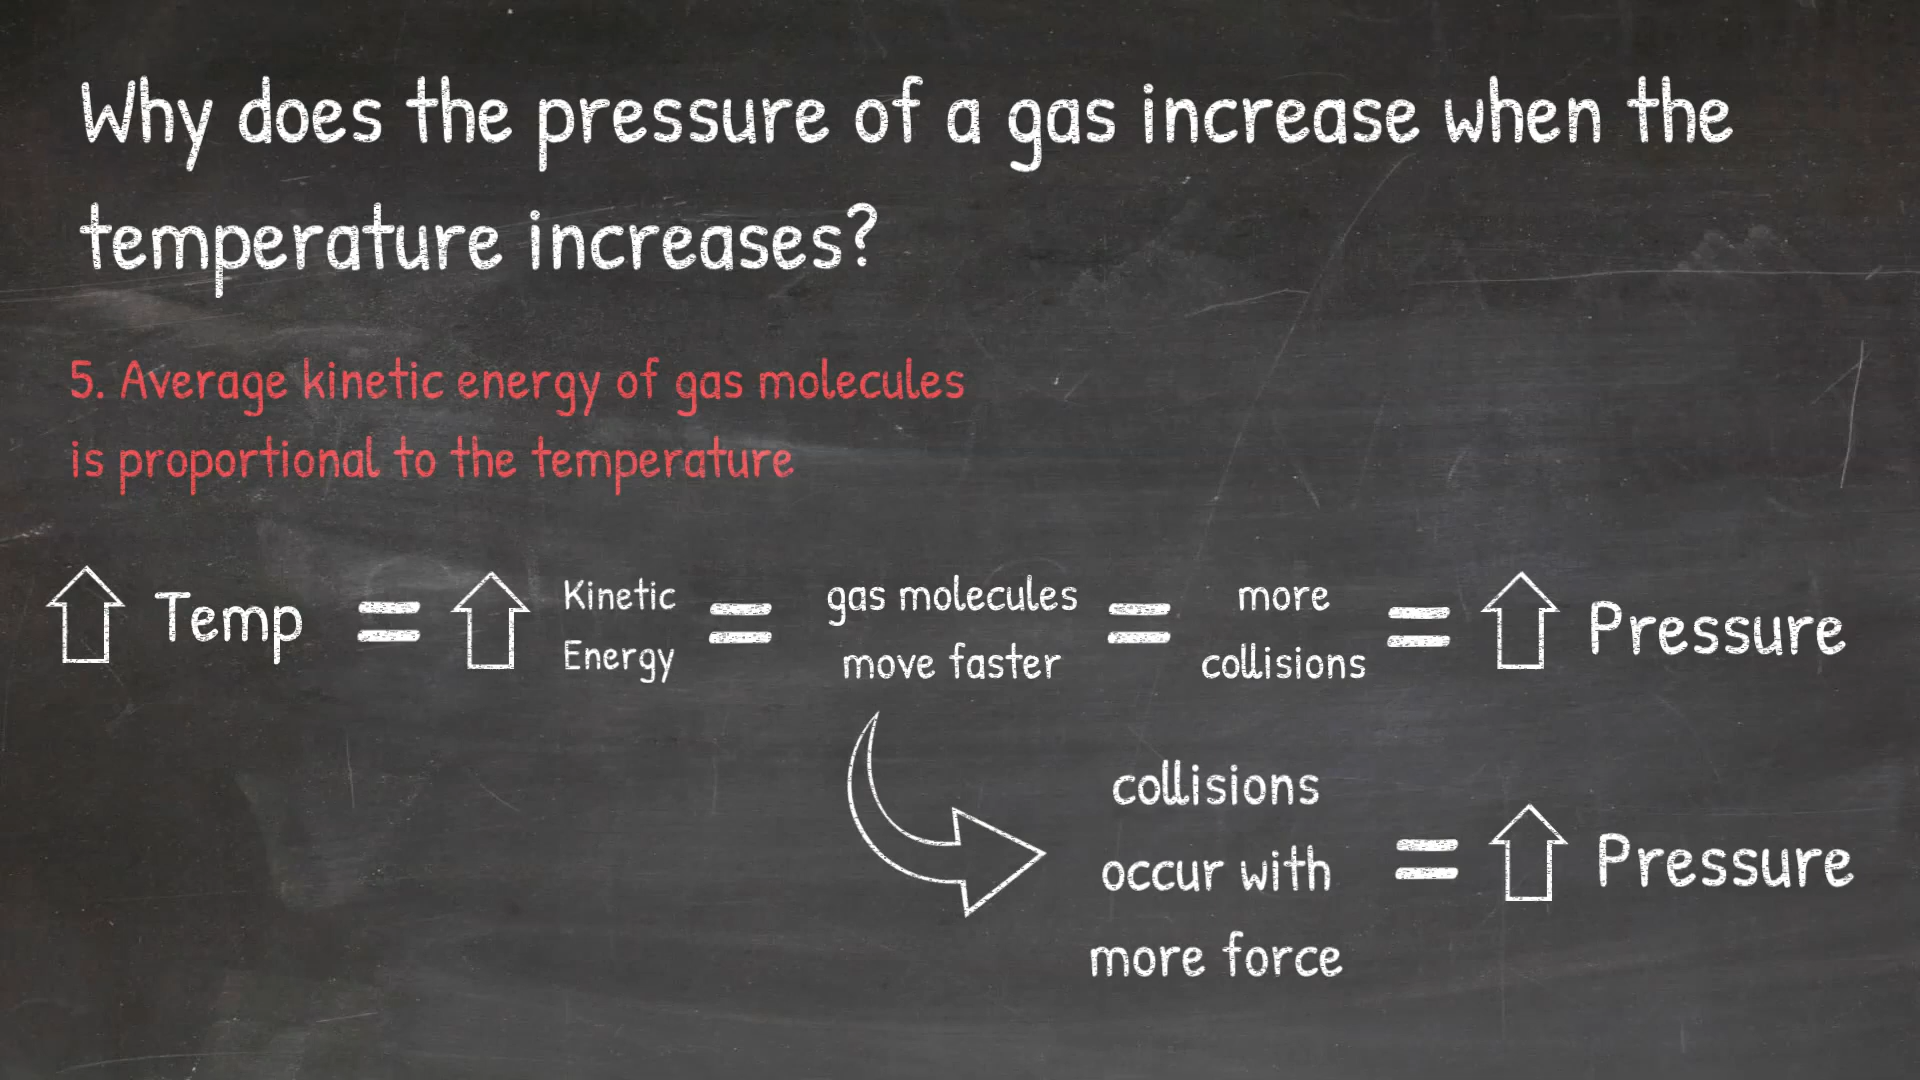 Why does the pressure of a gas increase when the
temperature increases?
5. Average kinetic energy of gas molecules
is proportional to the temperature
Temp = Kinetic Energy = gas molecules move faster = more collisions = Pressure
collisions
occur with
more force
= Pressure